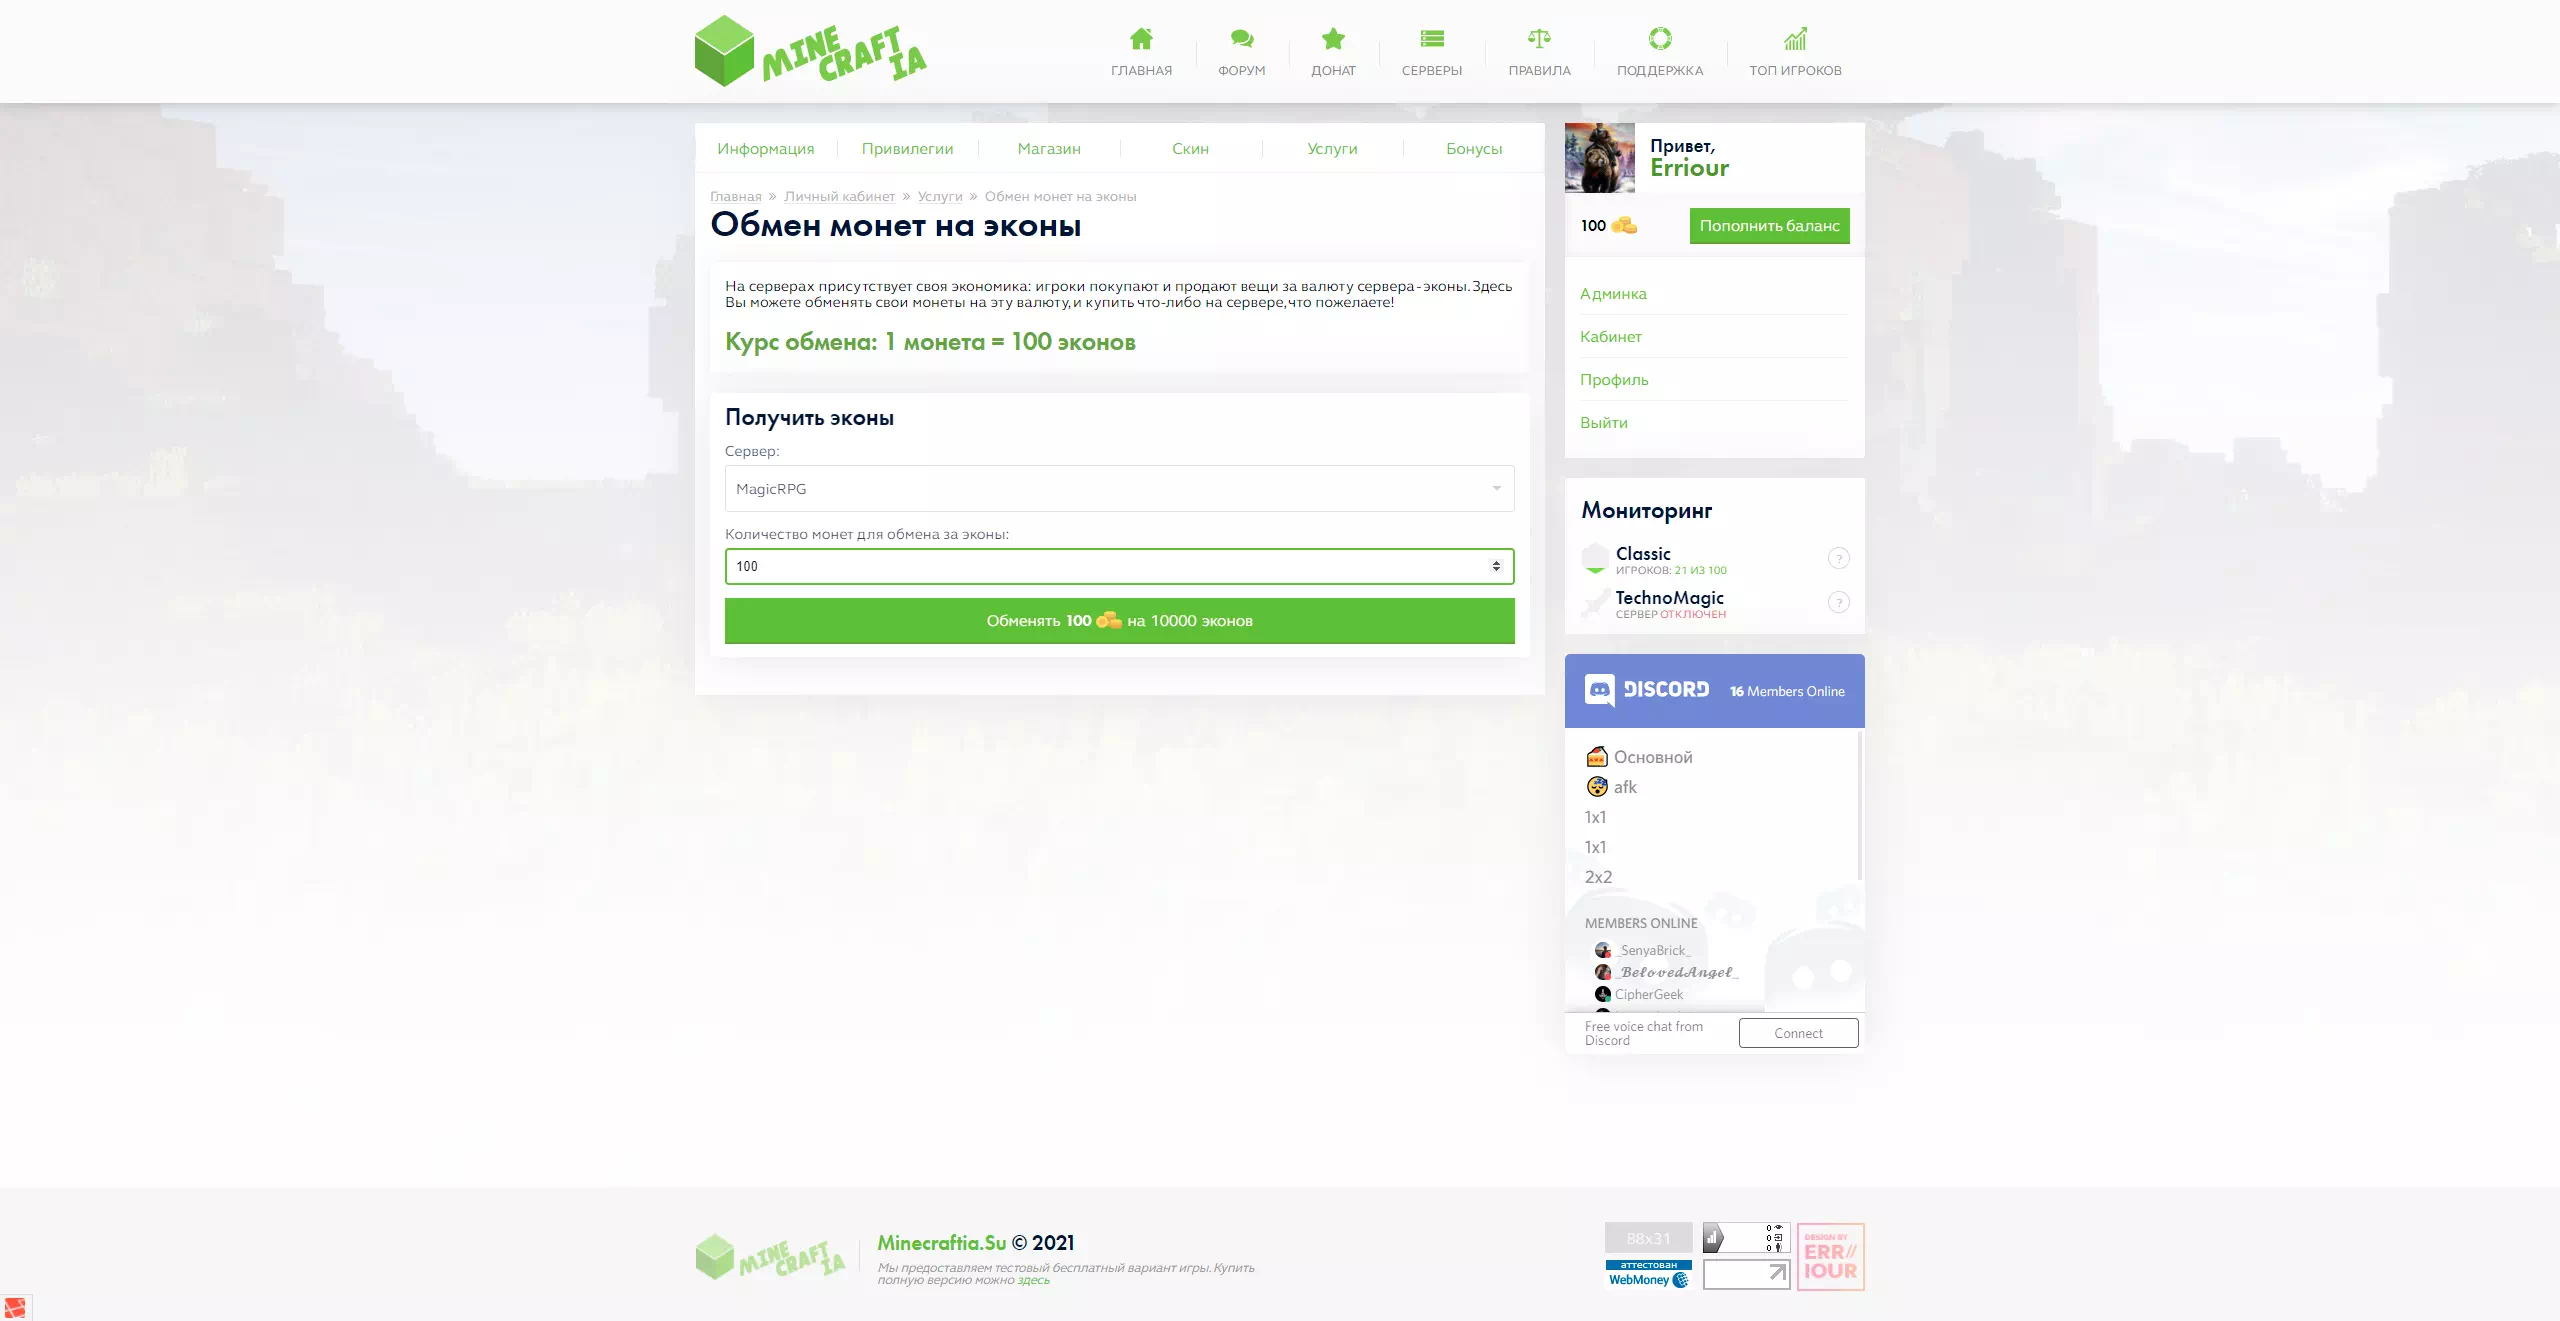 MINE
CRAFT
IA
ГЛАВНАЯ
ФОРУМ
ДОНАТ
СЕРВЕРЫ
ПРАВИЛА
ПОДДЕРЖКА
ТОП ИГРОКОВ
Информация
Привилегии
Магазин
Скин
Услуги
Бонусы
Главная » Личный кабинет » Услуги » Обмен монет на эконы
Обмен монет на эконы
На серверах присутствует своя экономика: игроки покупают и продают вещи за валюту сервера - эконы. Здесь
Вы можете обменять свои монеты на эту валюту, и купить что-либо на сервере, что пожелаете!
Курс обмена: 1 монета = 100 эконов
Получить эконы
Сервер:
MagicRPG
Количество монет для обмена за эконы:
100
Обменять 100 на 10000 эконов
Привет,
Erriour
100
Пополнить баланс
Админка
Кабинет
Профиль
Выйти
Мониторинг
Classic
ИГРОКОВ: 21 ИЗ 100
?
TechnoMagic
СЕРВЕР ОТКЛЮЧЕН
?
DISCORD
16 Members Online
Основной
afk
1x1
1x1
2x2
MEMBERS ONLINE
_SenyaBrick_
_𝓑𝓮𝓵𝓸𝓿𝓮𝓭𝓐𝓷𝓰𝓮𝓵_
CipherGeek
Free voice chat from
Discord
Connect
MINE
CRAFT
IA
Minecraftia.Su © 2021
Мы предоставляем тестовый бесплатный вариант игры. Купить
полную версию можно здесь
88x31
аттестован
WebMoney
0
0
0
DESIGN BY
ERR//
IOUR